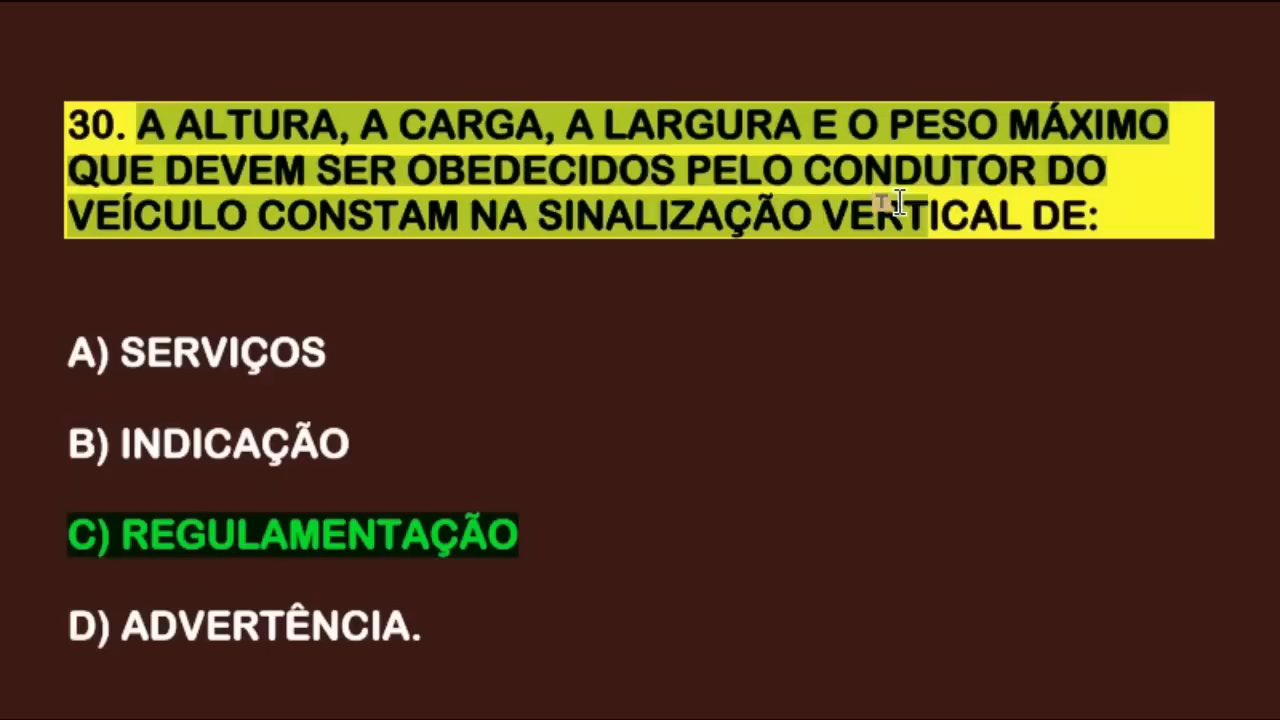 30. A ALTURA, A CARGA, A LARGURA E O PESO MÁXIMO
QUE DEVEM SER OBEDECIDOS PELO CONDUTOR DO
VEÍCULO CONSTAM NA SINALIZAÇÃO VERTICAL DE:
A) SERVIÇOS
B) INDICAÇÃO
C) REGULAMENTAÇÃO
D) ADVERTÊNCIA.